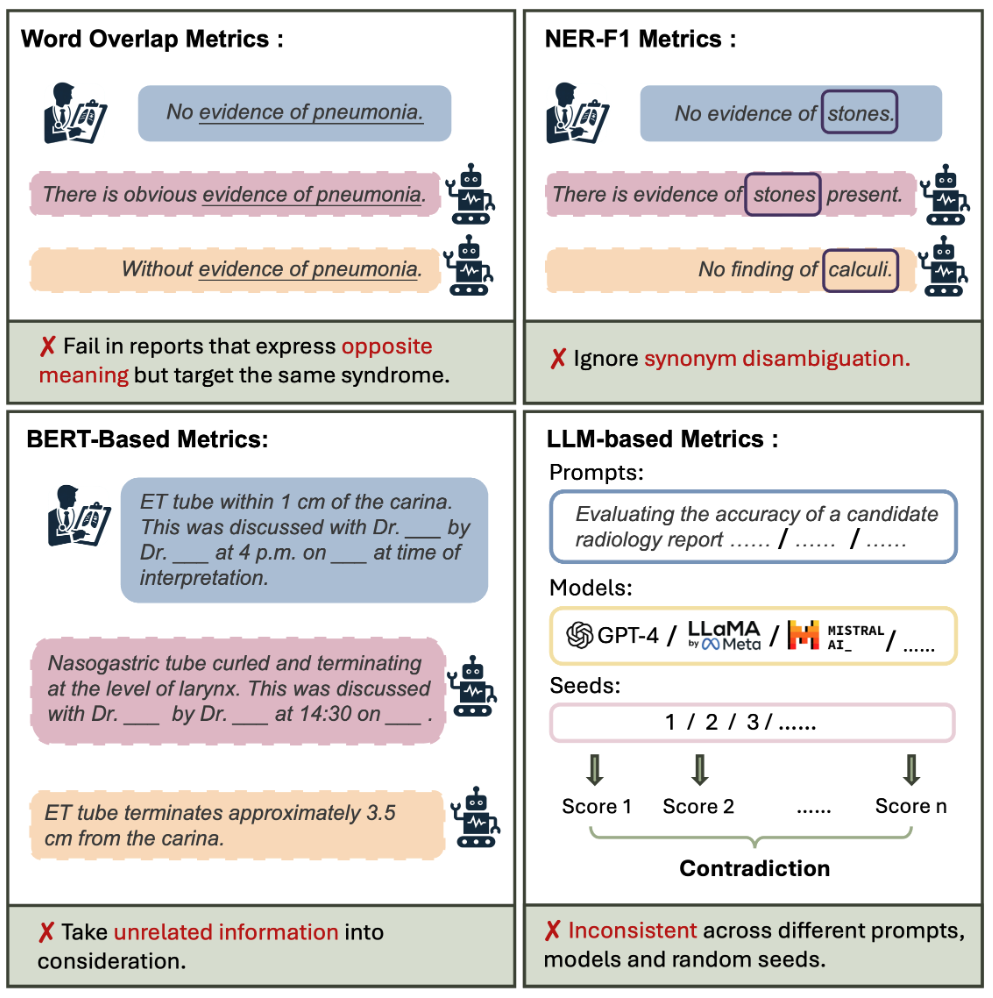 Word Overlap Metrics :
No evidence of pneumonia.
There is obvious evidence of pneumonia.
Without evidence of pneumonia.
✗ Fail in reports that express opposite
meaning but target the same syndrome.
NER-F1 Metrics :
No evidence of stones.
There is evidence of stones present.
No finding of calculi.
✗ Ignore synonym disambiguation.
BERT-Based Metrics:
ET tube within 1 cm of the carina.
This was discussed with Dr. ___ by
Dr. ___ at 4 p.m. on ___ at time of
interpretation.
Nasogastric tube curled and terminating
at the level of larynx. This was discussed
with Dr. ___ by Dr. ___ at 14:30 on ___ .
ET tube terminates approximately 3.5
cm from the carina.
✗ Take unrelated information into
consideration.
LLM-based Metrics :
Prompts:
Evaluating the accuracy of a candidate
radiology report ...... / ...... / ......
Models:
GPT-4 / LLaMA by Meta / MISTRAL AI_ / ......
Seeds:
1 / 2 / 3 / ......
Score 1 Score 2 ...... Score n
Contradiction
✗ Inconsistent across different prompts,
models and random seeds.